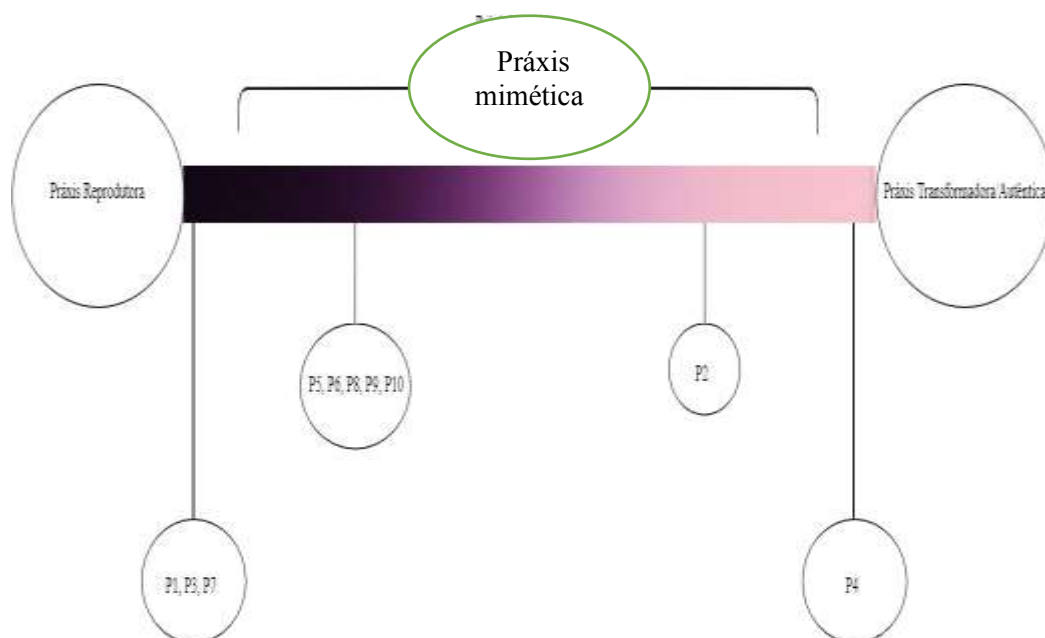 Práxis
mimética
Práxis Reprodutora
Práxis Transformadora/Autêntica
P5, P6, P8, P9, P10
P2
P1, P3, P7
P4